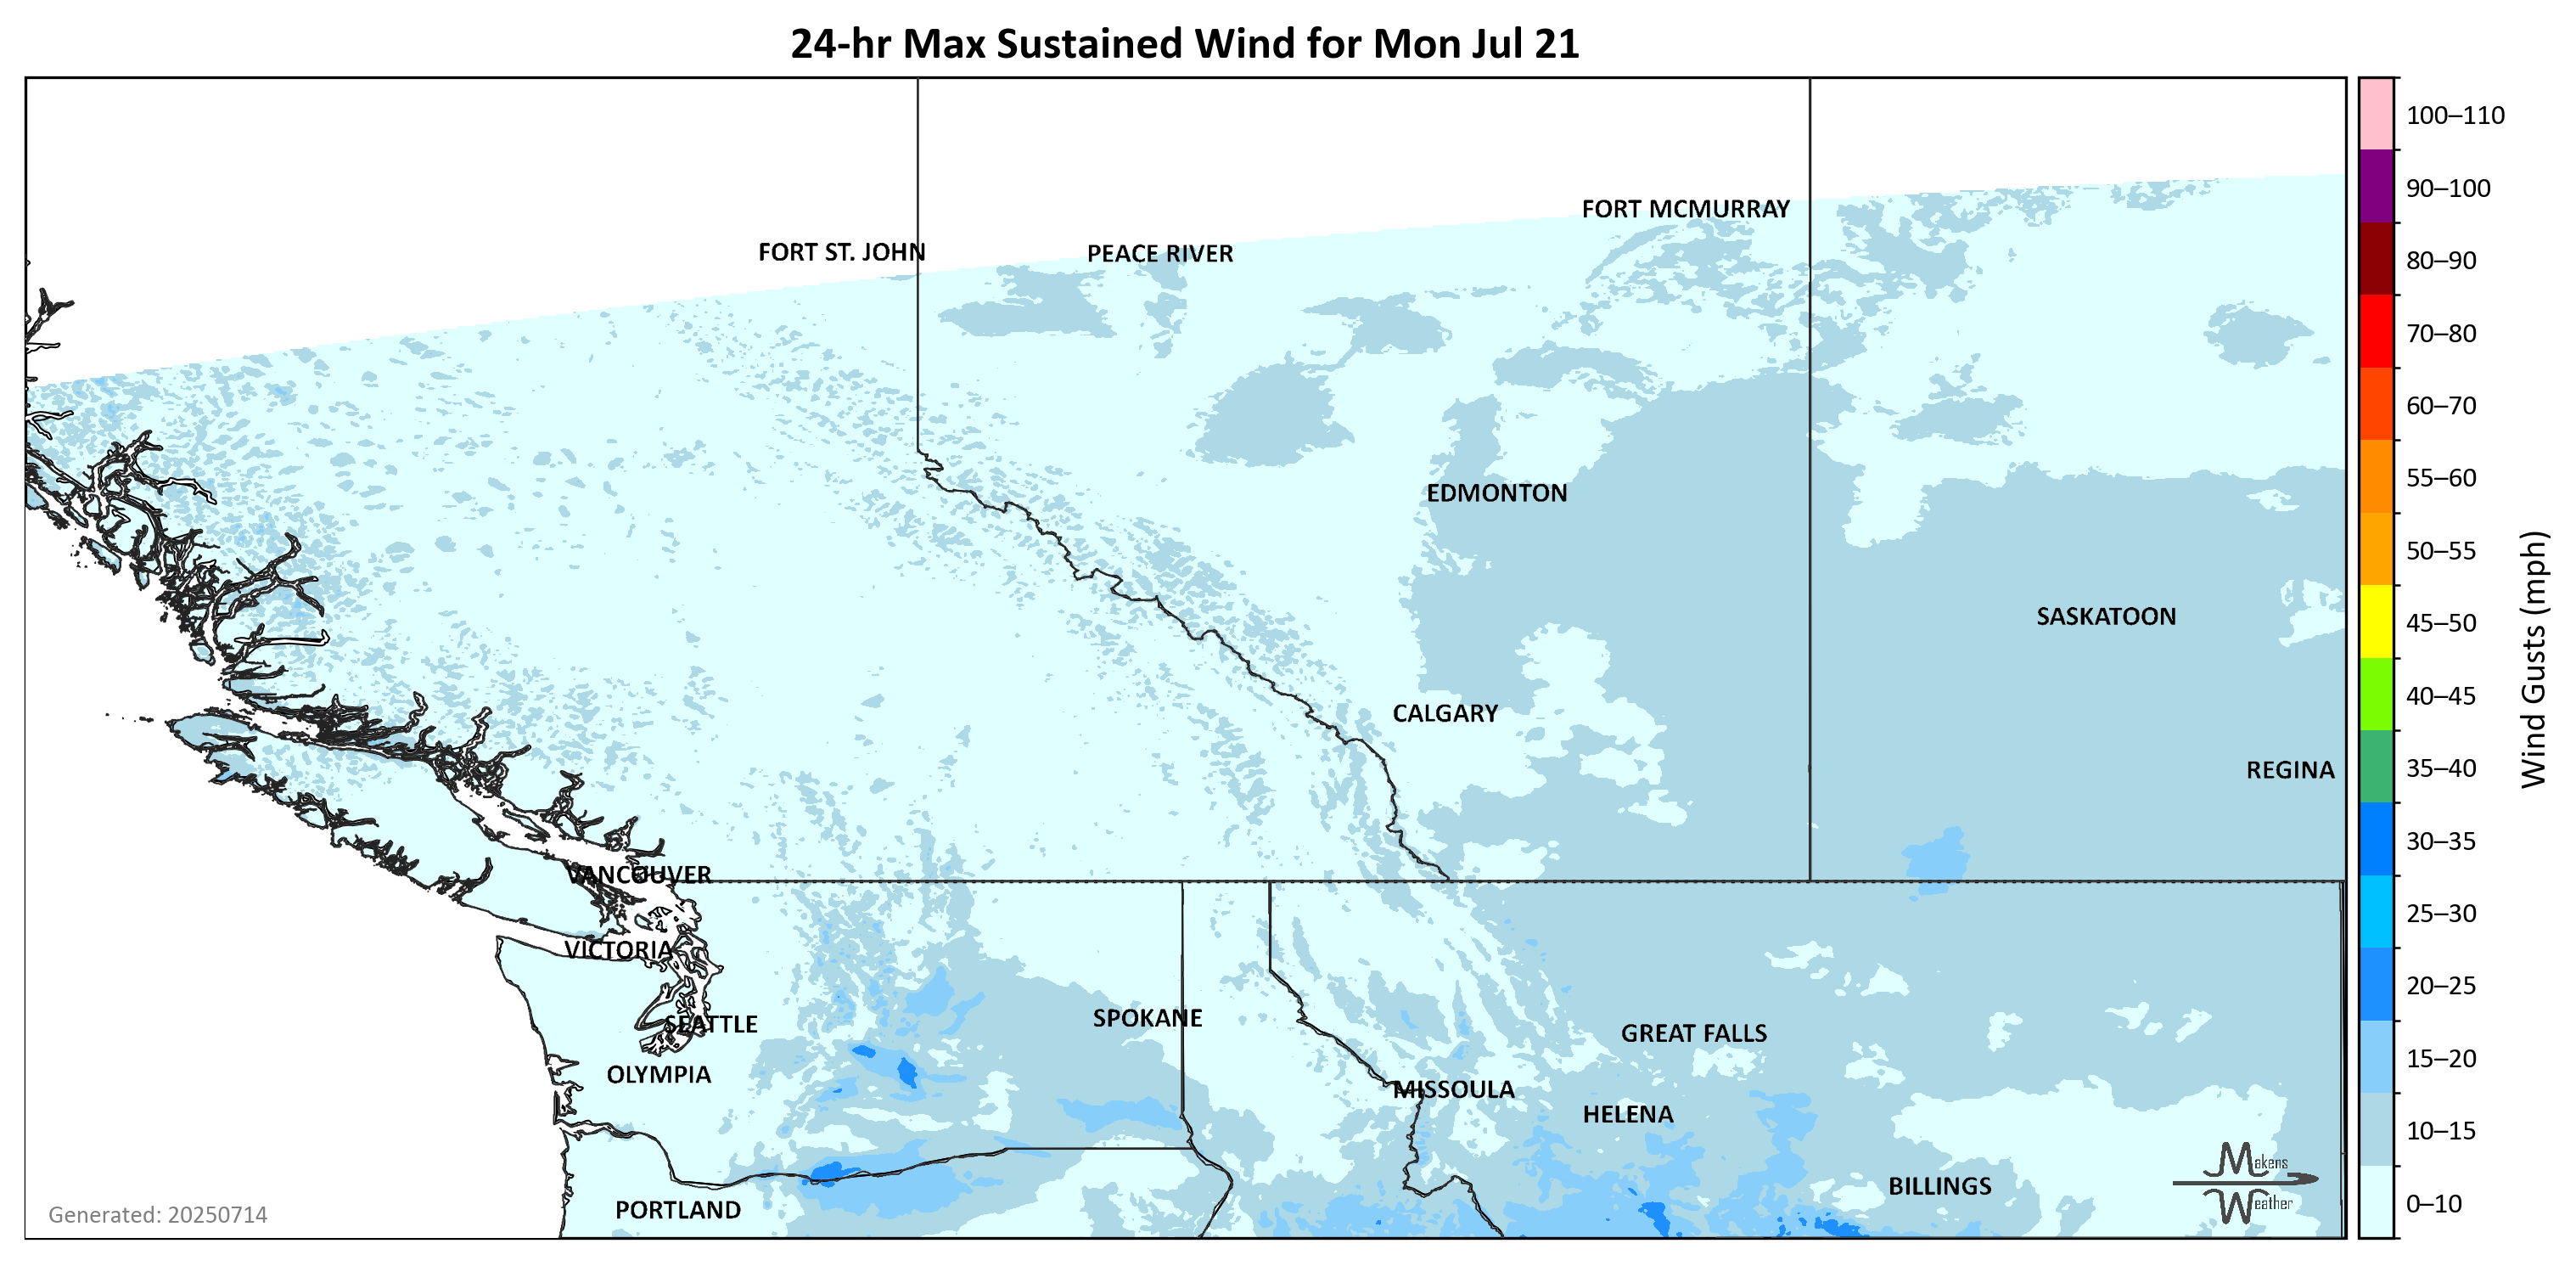 24-hr Max Sustained Wind for Mon Jul 21
100–110
90–100
80–90
70–80
60–70
55–60
50–55
45–50
40–45
35–40
30–35
25–30
20–25
15–20
10–15
0–10
Wind Gusts (mph)
FORT MCMURRAY
FORT ST. JOHN
PEACE RIVER
EDMONTON
SASKATOON
CALGARY
REGINA
VANCOUVER
VICTORIA
SEATTLE
SPOKANE
GREAT FALLS
OLYMPIA
MISSOULA
HELENA
BILLINGS
PORTLAND
Makens
Weather
Generated: 20250714